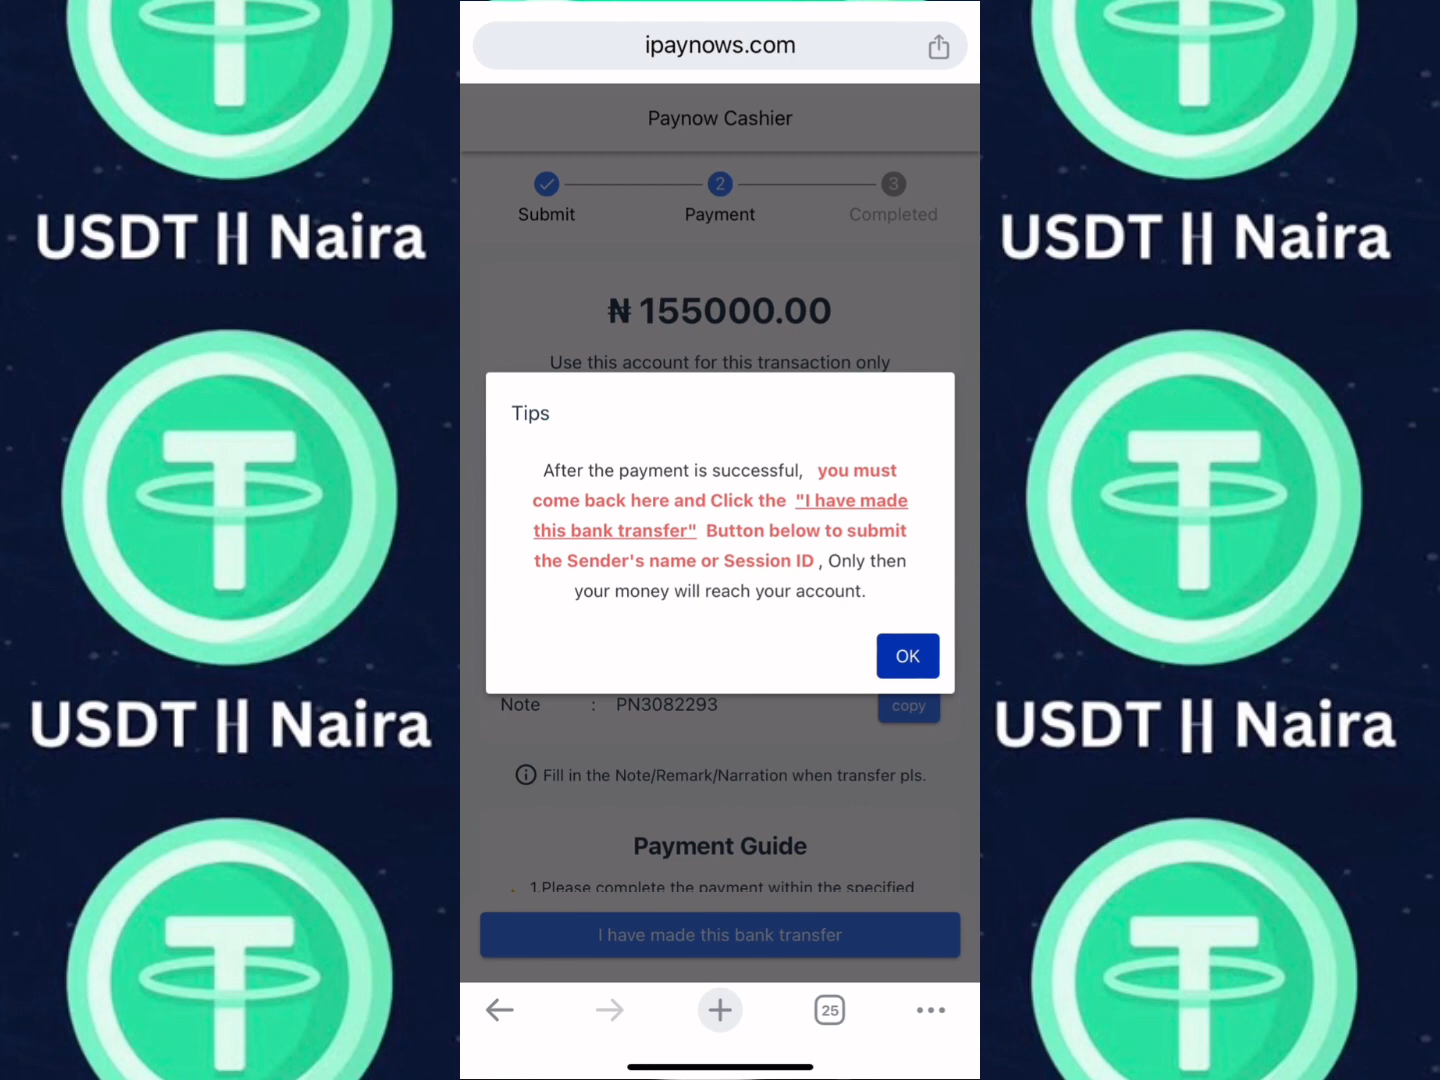 ipaynows.com
Paynow Cashier
2
3
Submit
Payment
Completed
USDT || Naira
USDT || Naira
₦ 155000.00
Use this account for this transaction only
Tips
After the payment is successful, you must
come back here and Click the "I have made
this bank transfer" Button below to submit
the Sender's name or Session ID , Only then
your money will reach your account.
OK
Note : PN3082293
copy
USDT || Naira
USDT || Naira
Fill in the Note/Remark/Narration when transfer pls.
Payment Guide
1.Please complete the payment within the specified
I have made this bank transfer
25